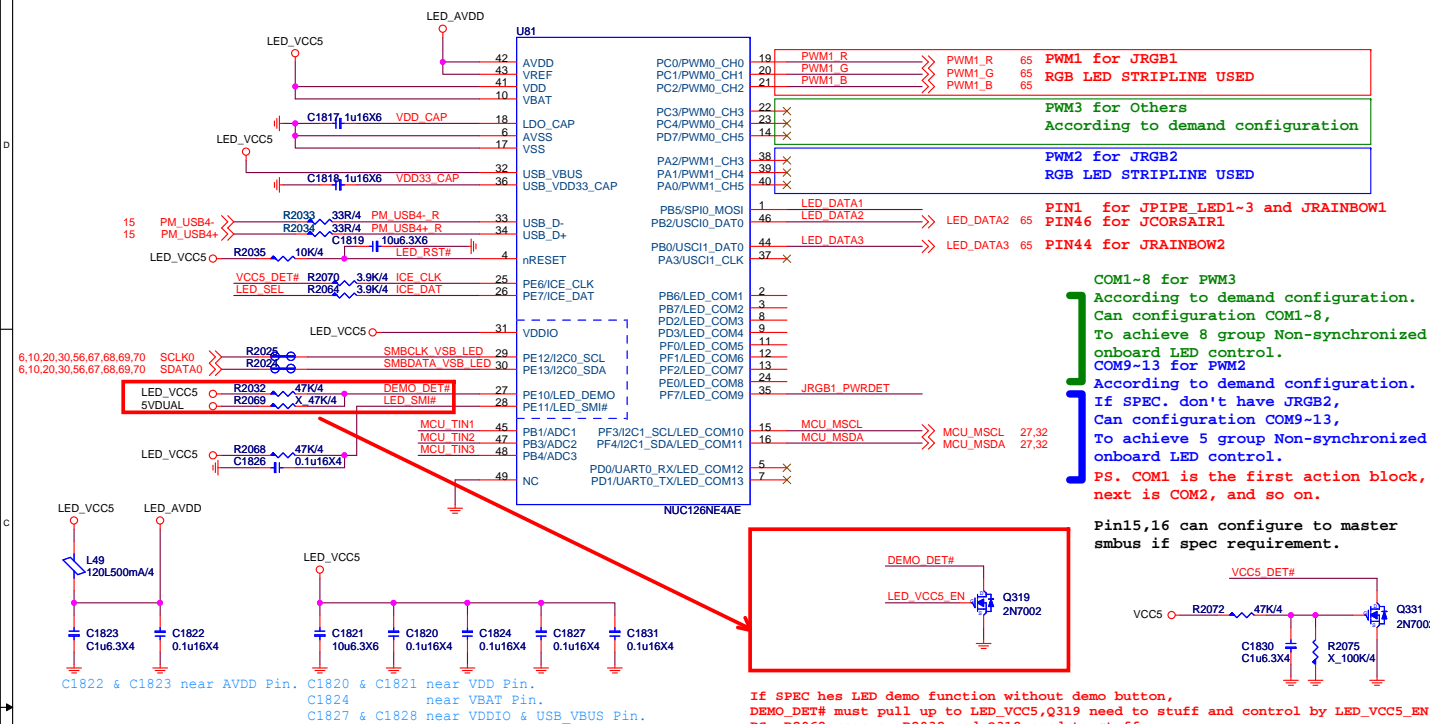 LED_AVDD
U81
LED_VCC5
42 AVDD
43 VREF
41 VDD
10 VBAT
C1817 1u16X6 VDD_CAP 18 LDO_CAP
6 AVSS
17 VSS
LED_VCC5
32 USB_VBUS
C1818 1u16X6 VDD33_CAP 36 USB_VDD33_CAP
15 PM_USB4- R2033 33R/4 PM_USB4-_R 33 USB_D-
15 PM_USB4+ R2034 33R/4 PM_USB4+_R 34 USB_D+
C1819 10u6.3X6
LED_VCC5 R2035 10K/4 LED_RST# 4 nRESET
VCC5_DET# R2070 3.9K/4 ICE_CLK 25 PE6/ICE_CLK
LED_SEL R2064 3.9K/4 ICE_DAT 26 PE7/ICE_DAT
LED_VCC5 31 VDDIO
6,10,20,30,56,67,68,69,70 SCLK0 R2025 SMBCLK_VSB_LED 29 PE12/I2C0_SCL
6,10,20,30,56,67,68,69,70 SDATA0 R2024 SMBDATA_VSB_LED 30 PE13/I2C0_SDA
LED_VCC5 R2032 47K/4 DEMO_DET# 27 PE10/LED_DEMO
5VDUAL R2069 X_47K/4 LED_SMI# 28 PE11/LED_SMI#
MCU_TIN1 45 PB1/ADC1
MCU_TIN2 47 PB3/ADC2
MCU_TIN3 48 PB4/ADC3
LED_VCC5 R2068 47K/4
C1826 0.1u16X4
49 NC
PC0/PWM0_CH0 19 PWM1_R PWM1_R 65
PC1/PWM0_CH1 20 PWM1_G PWM1_G 65
PC2/PWM0_CH2 21 PWM1_B PWM1_B 65
PWM1 for JRGB1
RGB LED STRIPLINE USED
PC3/PWM0_CH3 22
PC4/PWM0_CH4 23
PD7/PWM0_CH5 14
PWM3 for Others
According to demand configuration
PA2/PWM1_CH3 38
PA1/PWM1_CH4 39
PA0/PWM1_CH5 40
PWM2 for JRGB2
RGB LED STRIPLINE USED
PB5/SPI0_MOSI 1 LED_DATA1 PIN1 for JPIPE_LED1~3 and JRAINBOW1
PB2/USCI0_DAT0 46 LED_DATA2 LED_DATA2 65 PIN46 for JCORSAIR1
PB0/USCI1_DAT0 44 LED_DATA3 LED_DATA3 65 PIN44 for JRAINBOW2
PA3/USCI1_CLK 37
PB6/LED_COM1 2
PB7/LED_COM2 3
PD2/LED_COM3 8
PD3/LED_COM4 9
PF0/LED_COM5 11
PF1/LED_COM6 12
PF2/LED_COM7 13
PE0/LED_COM8 24
PF7/LED_COM9 35 JRGB1_PWRDET
PF3/I2C1_SCL/LED_COM10 15 MCU_MSCL MCU_MSCL 27,32
PF4/I2C1_SDA/LED_COM11 16 MCU_MSDA MCU_MSDA 27,32
PD0/UART0_RX/LED_COM12 5
PD1/UART0_TX/LED_COM13 7
NUC126NE4AE
COM1~8 for PWM3
According to demand configuration.
Can configuration COM1~8,
To achieve 8 group Non-synchronized
onboard LED control.
COM9~13 for PWM2
According to demand configuration.
If SPEC. don't have JRGB2,
Can configuration COM9~13,
To achieve 5 group Non-synchronized
onboard LED control.
PS. COM1 is the first action block,
next is COM2, and so on.
Pin15,16 can configure to master
smbus if spec requirement.
D
C
LED_VCC5 LED_AVDD
L49
120L500mA/4
C1823
C1u6.3X4
C1822
0.1u16X4
LED_VCC5
C1821
10u6.3X6
C1820
0.1u16X4
C1824
0.1u16X4
C1827
0.1u16X4
C1831
0.1u16X4
C1822 & C1823 near AVDD Pin.
C1820 & C1821 near VDD Pin.
C1824 near VBAT Pin.
C1827 & C1828 near VDDIO & USB_VBUS Pin.
DEMO_DET#
LED_VCC5_EN
Q319
2N7002
VCC5_DET#
VCC5 R2072 47K/4
Q331
C1830
C1u6.3X4
R2075
X_100K/4
If SPEC hes LED demo function without demo button,
DEMO_DET# must pull up to LED_VCC5,Q319 need to stuff and control by LED_VCC5_EN